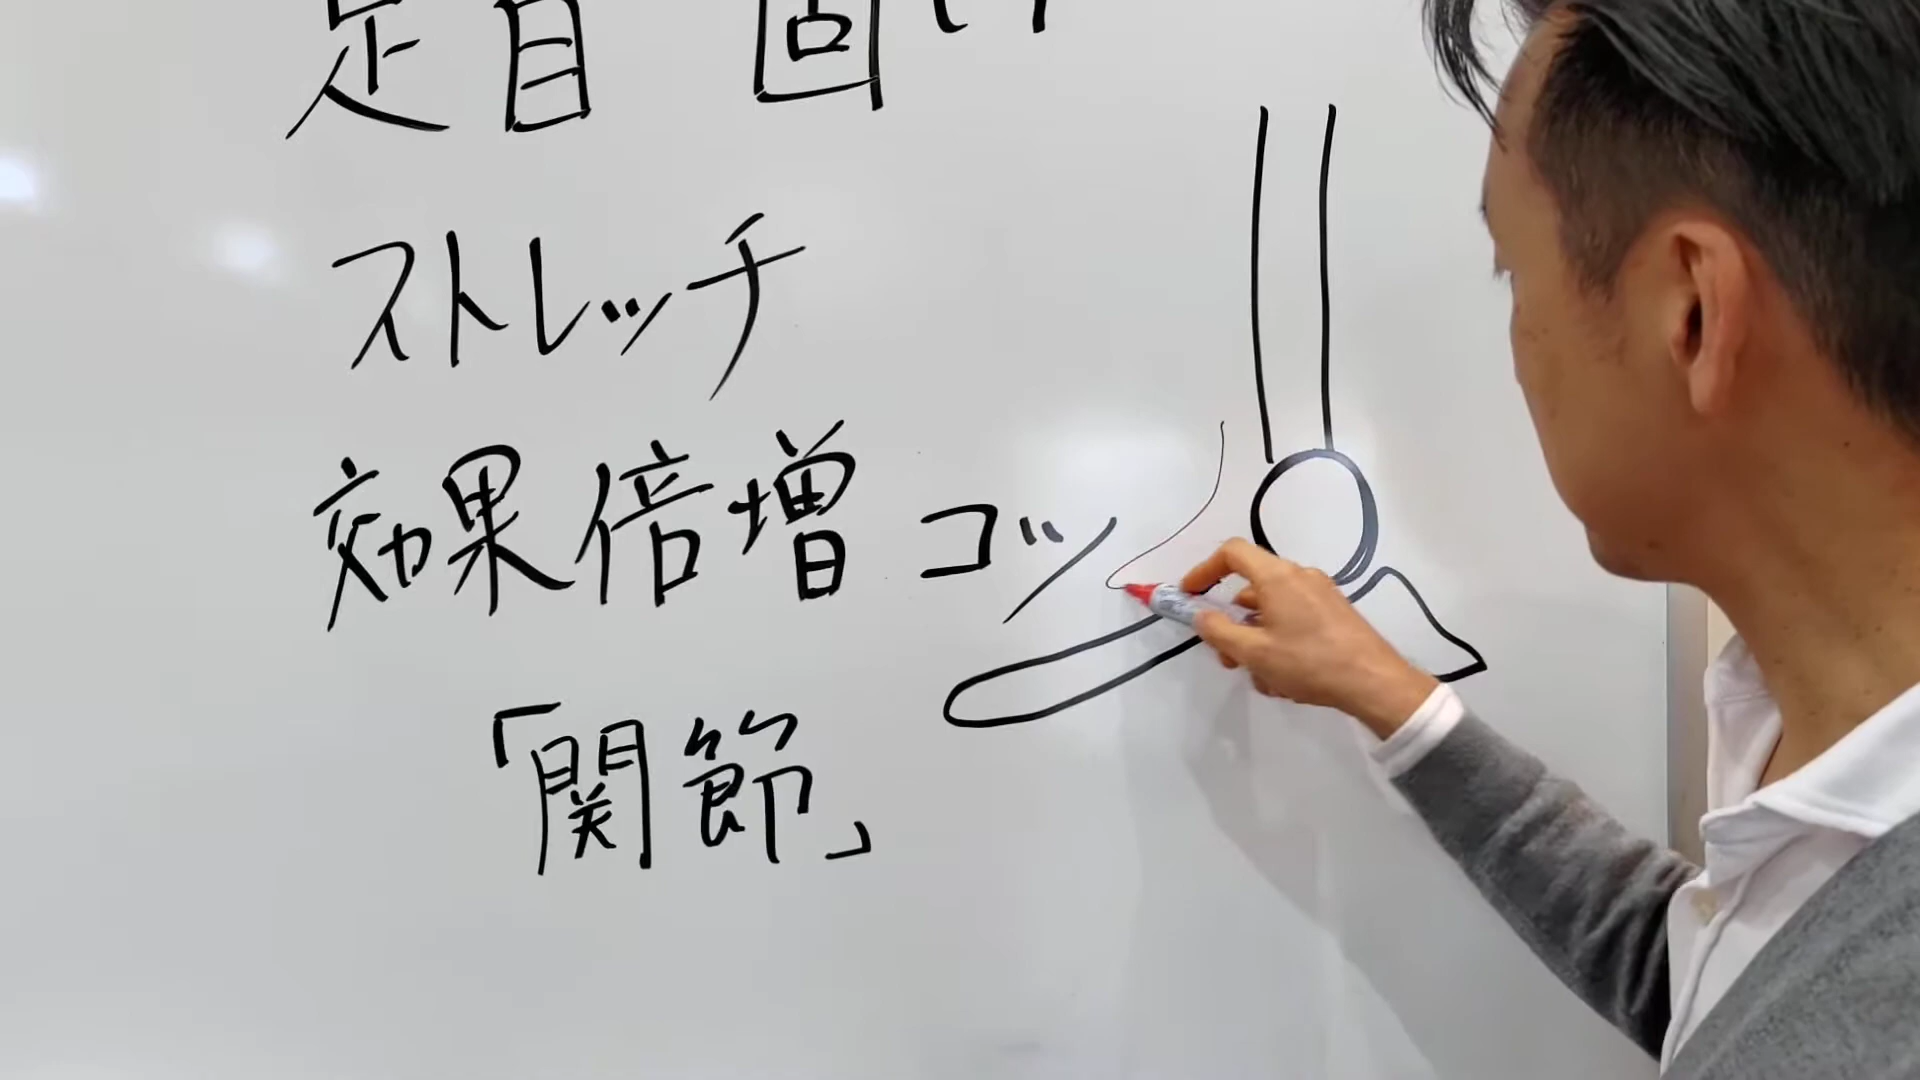 足首 固い
ストレッチ
効果倍増コツ
「関節」